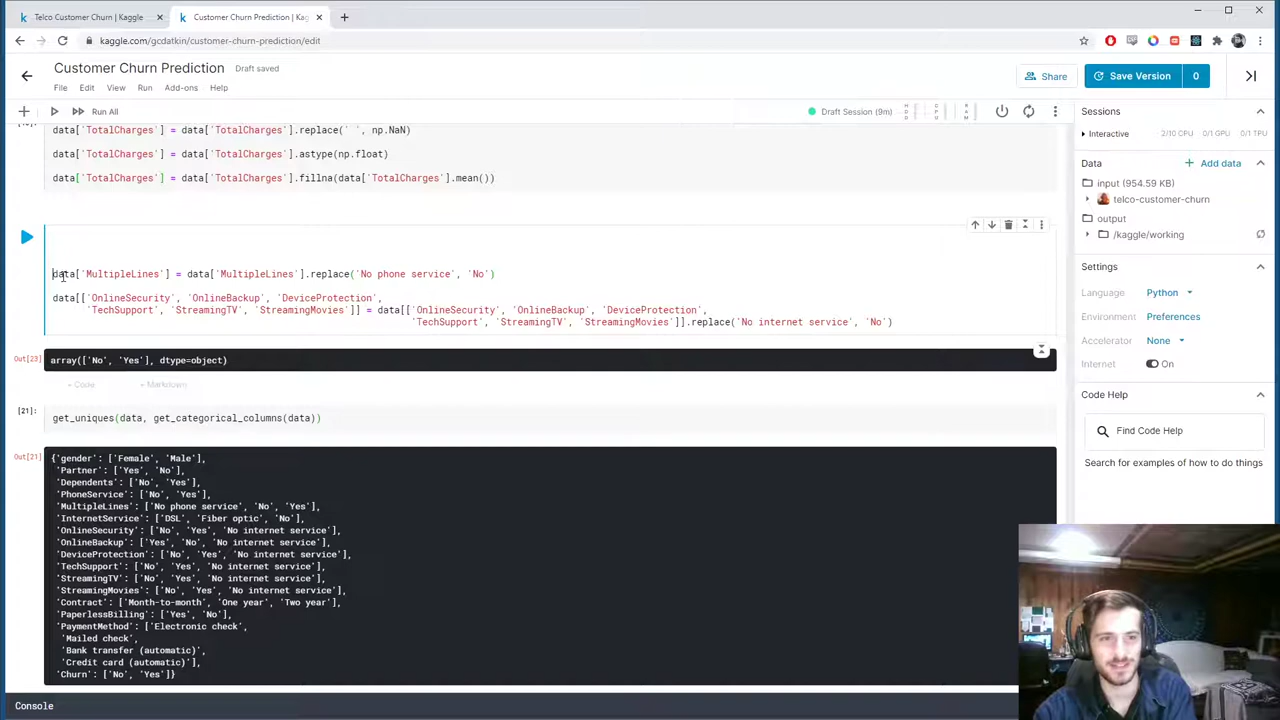 Telco Customer Churn | Kaggle
Customer Churn Prediction | Kag
kaggle.com/gcdatkin/customer-churn-prediction/edit
Customer Churn Prediction Draft saved
Share
Save Version 0
File Edit View Run Add-ons Help
Run All
Draft Session (9m)
data['TotalCharges'] = data['TotalCharges'].replace(' ', np.NaN)
data['TotalCharges'] = data['TotalCharges'].astype(np.float)
data['TotalCharges'] = data['TotalCharges'].fillna(data['TotalCharges'].mean())
data['MultipleLines'] = data['MultipleLines'].replace('No phone service', 'No')
data[['OnlineSecurity', 'OnlineBackup', 'DeviceProtection',
'TechSupport', 'StreamingTV', 'StreamingMovies']] = data[['OnlineSecurity', 'OnlineBackup', 'DeviceProtection',
'TechSupport', 'StreamingTV', 'StreamingMovies']].replace('No internet service', 'No')
Out[23] array(['No', 'Yes'], dtype=object)
+ Code + Markdown
[21]: get_uniques(data, get_categorical_columns(data))
Out[21] {'gender': ['Female', 'Male'],
'Partner': ['Yes', 'No'],
'Dependents': ['No', 'Yes'],
'PhoneService': ['No', 'Yes'],
'MultipleLines': ['No phone service', 'No', 'Yes'],
'InternetService': ['DSL', 'Fiber optic', 'No'],
'OnlineSecurity': ['No', 'Yes', 'No internet service'],
'OnlineBackup': ['Yes', 'No', 'No internet service'],
'DeviceProtection': ['No', 'Yes', 'No internet service'],
'TechSupport': ['No', 'Yes', 'No internet service'],
'StreamingTV': ['No', 'Yes', 'No internet service'],
'StreamingMovies': ['No', 'Yes', 'No internet service'],
'Contract': ['Month-to-month', 'One year', 'Two year'],
'PaperlessBilling': ['Yes', 'No'],
'PaymentMethod': ['Electronic check',
'Mailed check',
'Bank transfer (automatic)',
'Credit card (automatic)'],
'Churn': ['No', 'Yes']}
Console
Sessions
Interactive 2/10 CPU 0/1 GPU 0/1 TPU
Data + Add data
input (954.59 KB)
telco-customer-churn
output
/kaggle/working
Settings
Language Python
Environment Preferences
Accelerator None
Internet On
Code Help
Find Code Help
Search for examples of how to do things